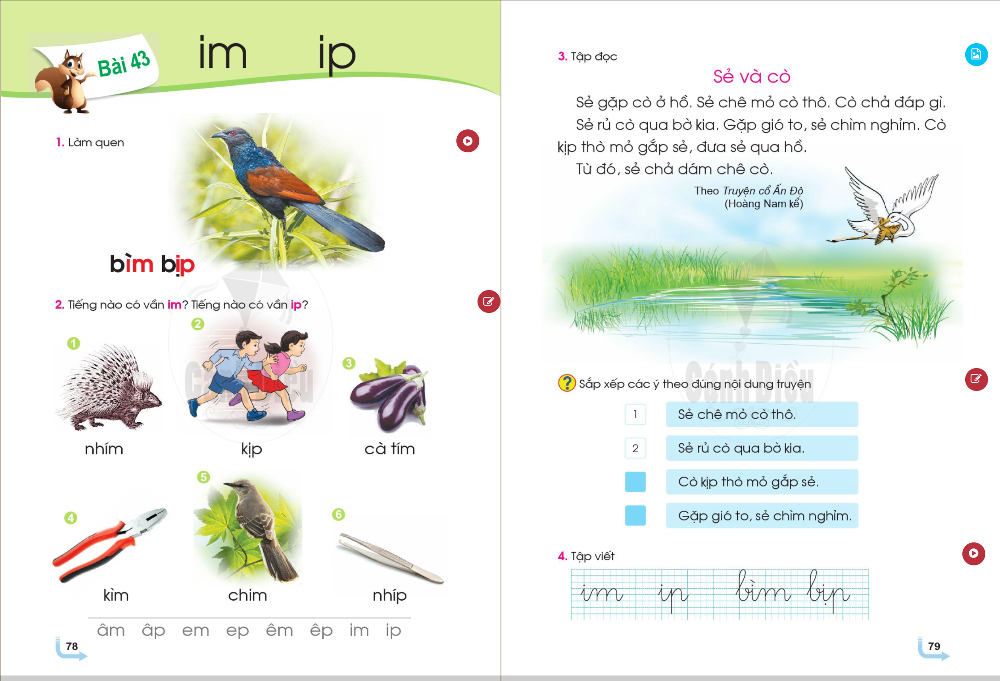 Bài 43
im ip
1. Làm quen
bìm bịp
2. Tiếng nào có vần im? Tiếng nào có vần ip?
1
2
3
nhím kịp cà tím
4
5
6
kìm chim nhíp
âm âp em ep êm êp im ip
78
3. Tập đọc
Sẻ và cò
Sẻ gặp cò ở hồ. Sẻ chê mỏ cò thô. Cò chả đáp gì.
Sẻ rủ cò qua bờ kia. Gặp gió to, sẻ chìm nghỉm. Cò
kịp thò mỏ gắp sẻ, đưa sẻ qua hồ.
Từ đó, sẻ chả dám chê cò.
Theo Truyện cổ Ấn Độ
(Hoàng Nam kể)
? Sắp xếp các ý theo đúng nội dung truyện
1 Sẻ chê mỏ cò thô.
2 Sẻ rủ cò qua bờ kia.
Cò kịp thò mỏ gắp sẻ.
Gặp gió to, sẻ chìm nghỉm.
4. Tập viết
im ip bìm bịp
79
Cánh Diều
Cánh Diều